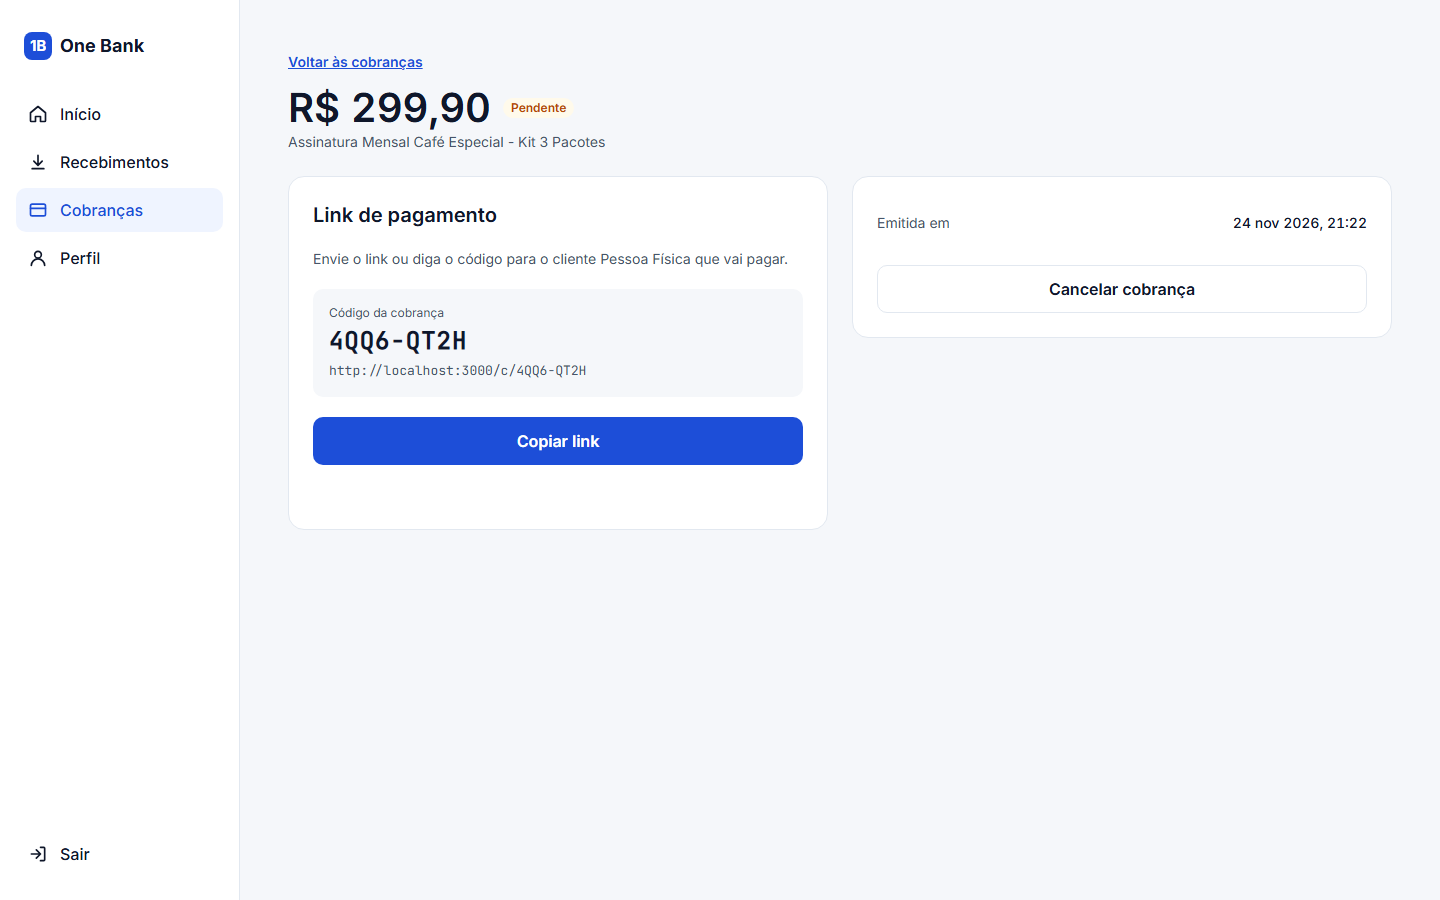 1B One Bank
Início
Recebimentos
Cobranças
Perfil
Sair
Voltar às cobranças
R$ 299,90 Pendente
Assinatura Mensal Café Especial - Kit 3 Pacotes
Link de pagamento
Envie o link ou diga o código para o cliente Pessoa Física que vai pagar.
Código da cobrança
4QQ6-QT2H
http://localhost:3000/c/4QQ6-QT2H
Copiar link
Emitida em 24 nov 2026, 21:22
Cancelar cobrança